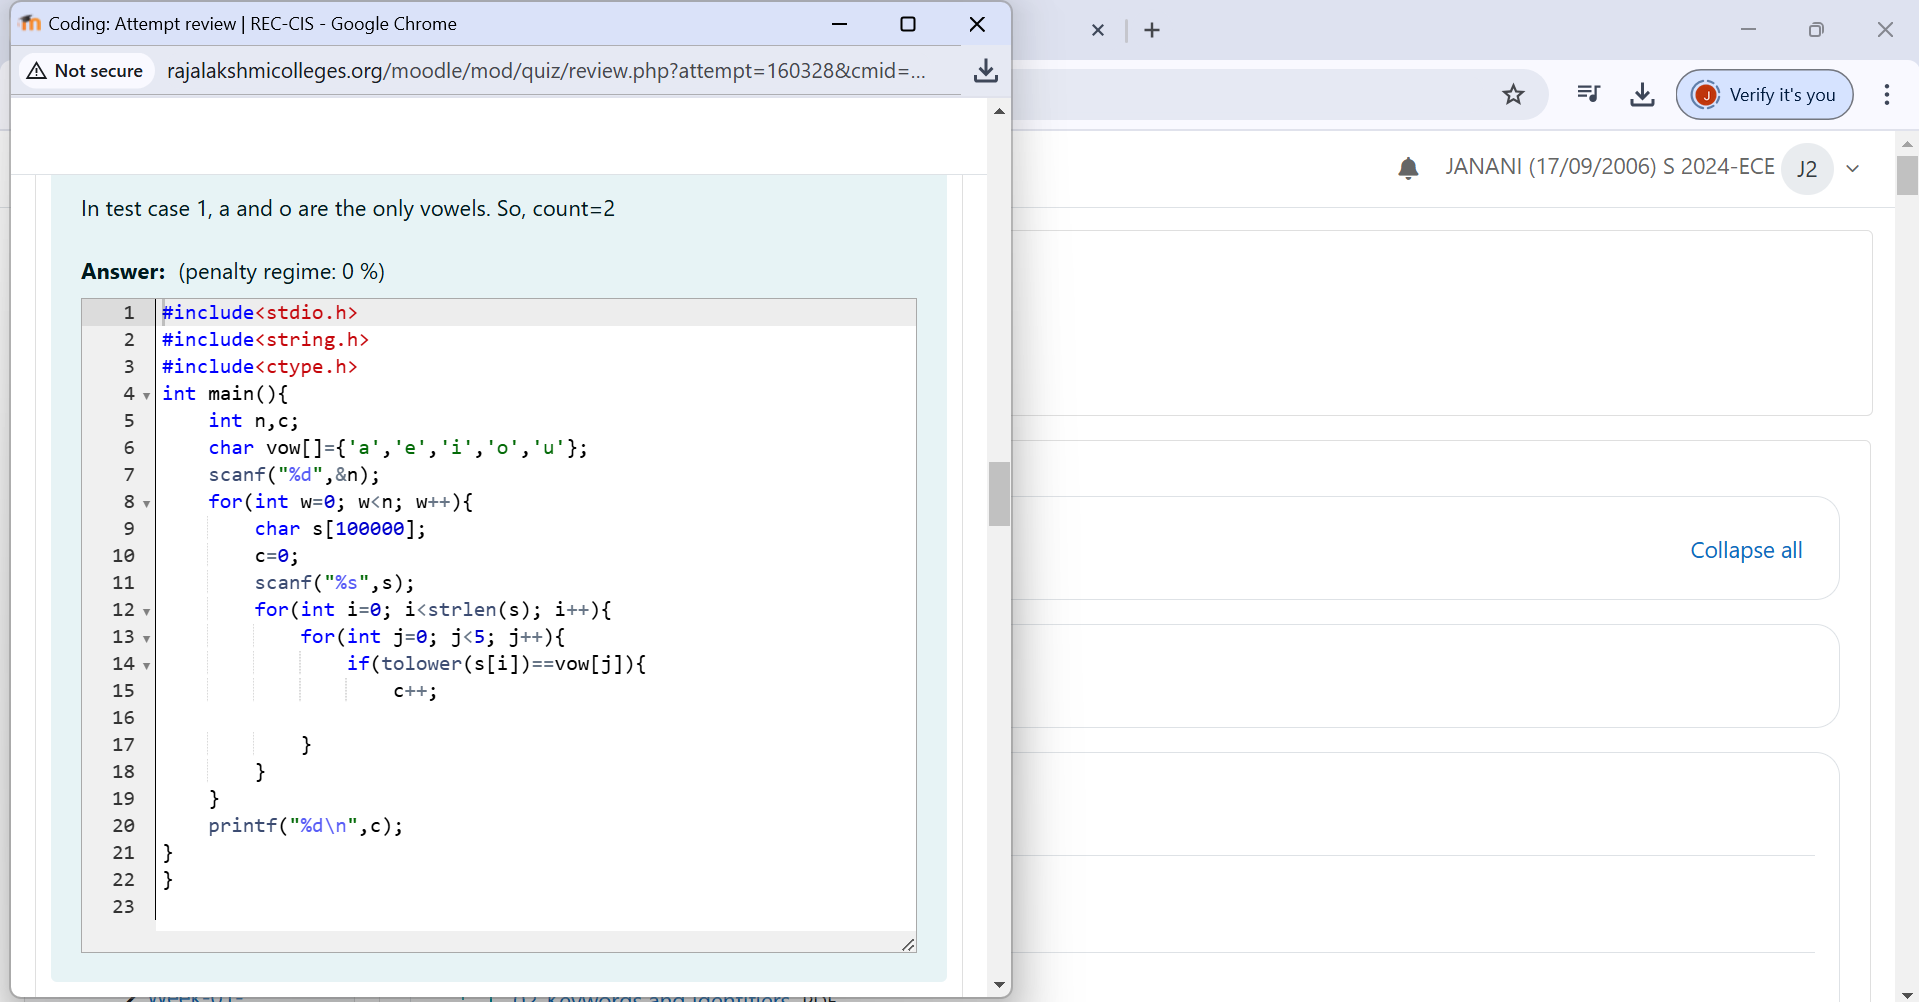 Coding: Attempt review | REC-CIS - Google Chrome
Not secure rajalakshmicolleges.org/moodle/mod/quiz/review.php?attempt=160328&cmid=...
Verify it's you
JANANI (17/09/2006) S 2024-ECE J2
In test case 1, a and o are the only vowels. So, count=2
Answer: (penalty regime: 0 %)
1 #include<stdio.h>
2 #include<string.h>
3 #include<ctype.h>
4 int main(){
5     int n,c;
6     char vow[]={'a','e','i','o','u'};
7     scanf("%d",&n);
8     for(int w=0; w<n; w++){
9         char s[100000];
10         c=0;
11         scanf("%s",s);
12         for(int i=0; i<strlen(s); i++){
13             for(int j=0; j<5; j++){
14                 if(tolower(s[i])==vow[j]){
15                     c++;
16
17             }
18         }
19     }
20     printf("%d\n",c);
21 }
22 }
23
Collapse all